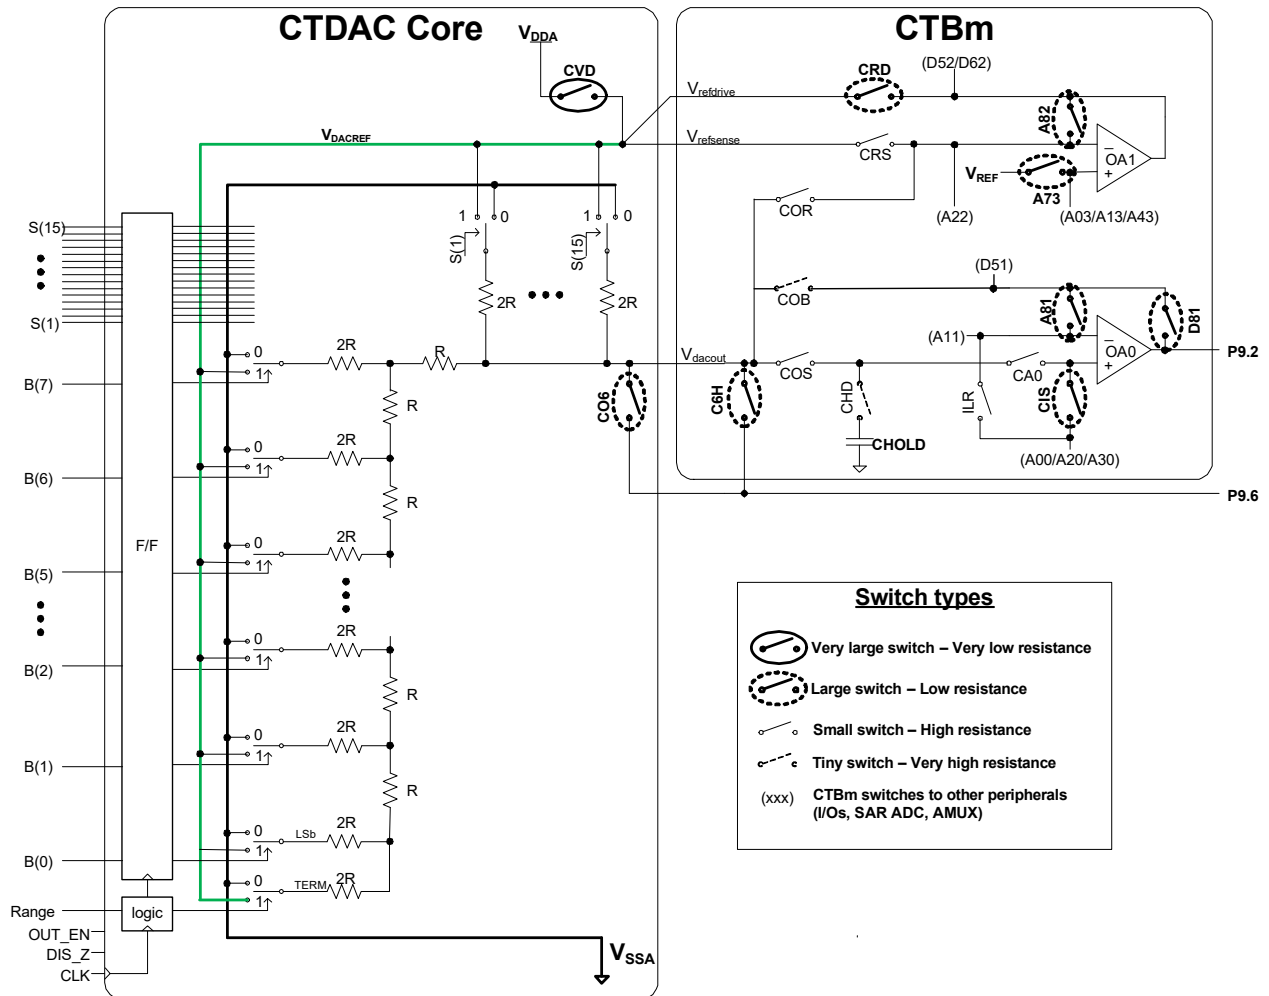 CTDAC Core
CTBm
VDDA
CVD
VDACREF
Vrefdrive
CRD
(D52/D62)
A82
Vrefsense
CRS
OA1
−
+
VREF
A73
COR
(A22)
(A03/A13/A43)
S(15)
S(1)
1 0
S(1)
2R
1 0
S(15)
2R
(D51)
COB
A81
D81
(A11)
OA0
−
+
P9.2
Vdacout
COS
CA0
CO6
C6H
CHD
ILR
CIS
CHOLD
(A00/A20/A30)
P9.6
F/F
B(7)
0
1
2R
R
R
B(6)
0
1
2R
R
B(5)
0
1
2R
B(2)
0
1
2R
R
B(1)
0
1
2R
R
B(0)
0
1
LSb
2R
0
1
TERM
2R
Range
logic
OUT_EN
DIS_Z
CLK
VSSA
Switch types
Very large switch – Very low resistance
Large switch – Low resistance
Small switch – High resistance
Tiny switch – Very high resistance
(xxx) CTBm switches to other peripherals
(I/Os, SAR ADC, AMUX)